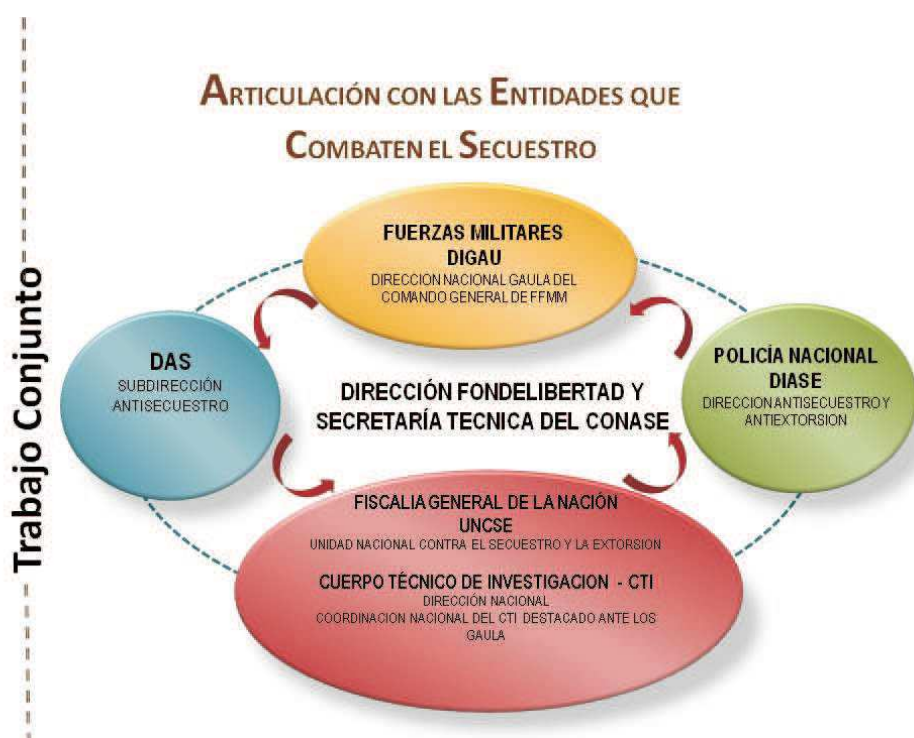 ARTICULACIÓN CON LAS ENTIDADES QUE
COMBATEN EL SECUESTRO
Trabajo Conjunto
FUERZAS MILITARES
DIGAU
DIRECCION NACIONAL GAULA DEL
COMANDO GENERAL DE FFMM
DAS
SUBDIRECCIÓN
ANTISECUESTRO
DIRECCIÓN FONDELIBERTAD Y
SECRETARÍA TECNICA DEL CONASE
POLICÍA NACIONAL
DIASE
DIRECCION ANTISECUESTRO Y
ANTIEXTORSION
FISCALIA GENERAL DE LA NACIÓN
UNCSE
UNIDAD NACIONAL CONTRA EL SECUESTRO Y LA EXTORSION
CUERPO TÉCNICO DE INVESTIGACION - CTI
DIRECCIÓN NACIONAL
COORDINACION NACIONAL DEL CTI DESTACADO ANTE LOS
GAULA